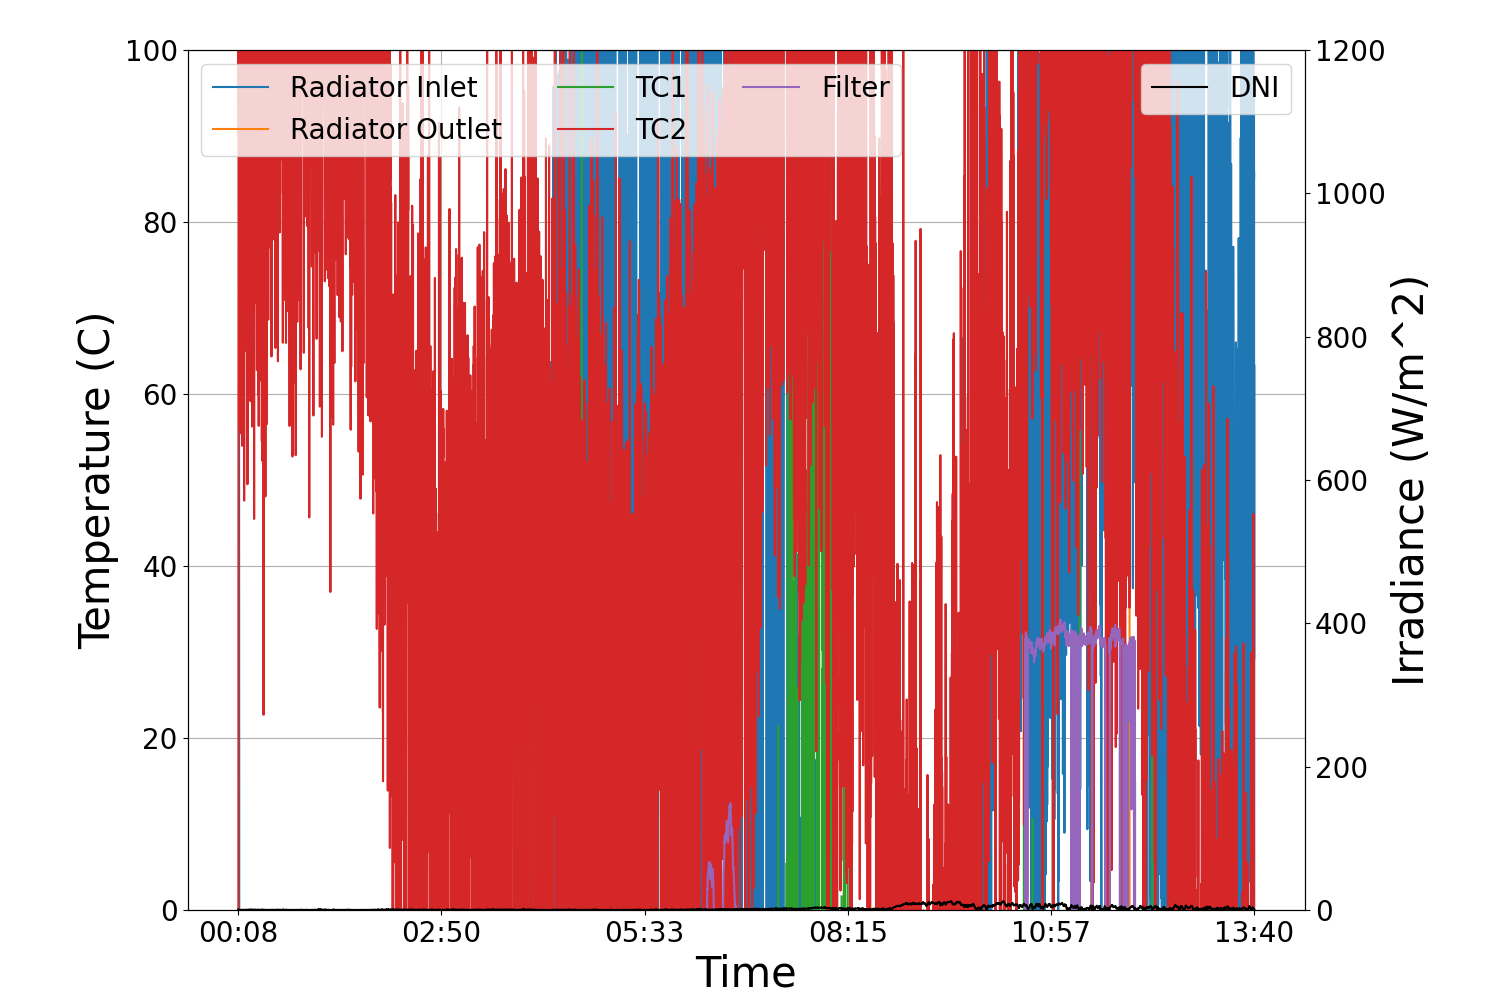 100
80
60
40
20
0
Temperature (C)
Radiator Inlet
Radiator Outlet
TC1
TC2
Filter
DNI
1200
1000
800
600
400
200
0
Irradiance (W/m^2)
00:08 02:50 05:33 08:15 10:57 13:40
Time